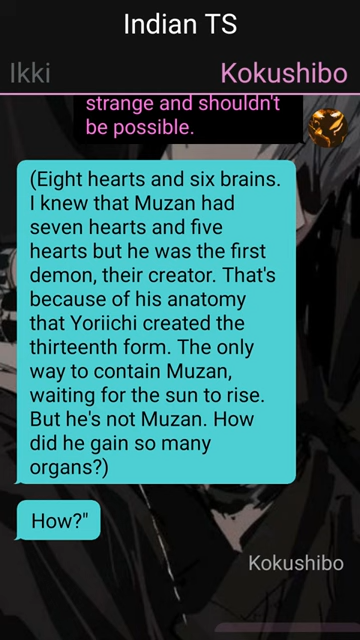 Indian TS
Ikki
Kokushibo
strange and shouldn't
be possible.
(Eight hearts and six brains.
I knew that Muzan had
seven hearts and five
hearts but he was the first
demon, their creator. That's
because of his anatomy
that Yoriichi created the
thirteenth form. The only
way to contain Muzan,
waiting for the sun to rise.
But he's not Muzan. How
did he gain so many
organs?)
How?"
Kokushibo